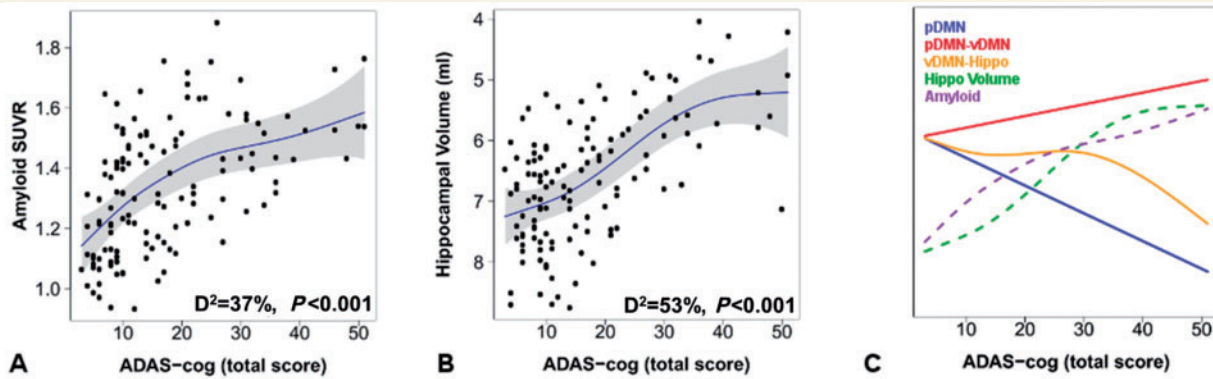 Amyloid SUVR
1.8
1.6
1.4
1.2
1.0
10 20 30 40 50
ADAS−cog (total score)
D²=37%, P<0.001
A
Hippocampal Volume (ml)
4
5
6
7
8
10 20 30 40 50
ADAS−cog (total score)
D²=53%, P<0.001
B
pDMN
pDMN-vDMN
vDMN-Hippo
Hippo Volume
Amyloid
10 20 30 40 50
ADAS−cog (total score)
C